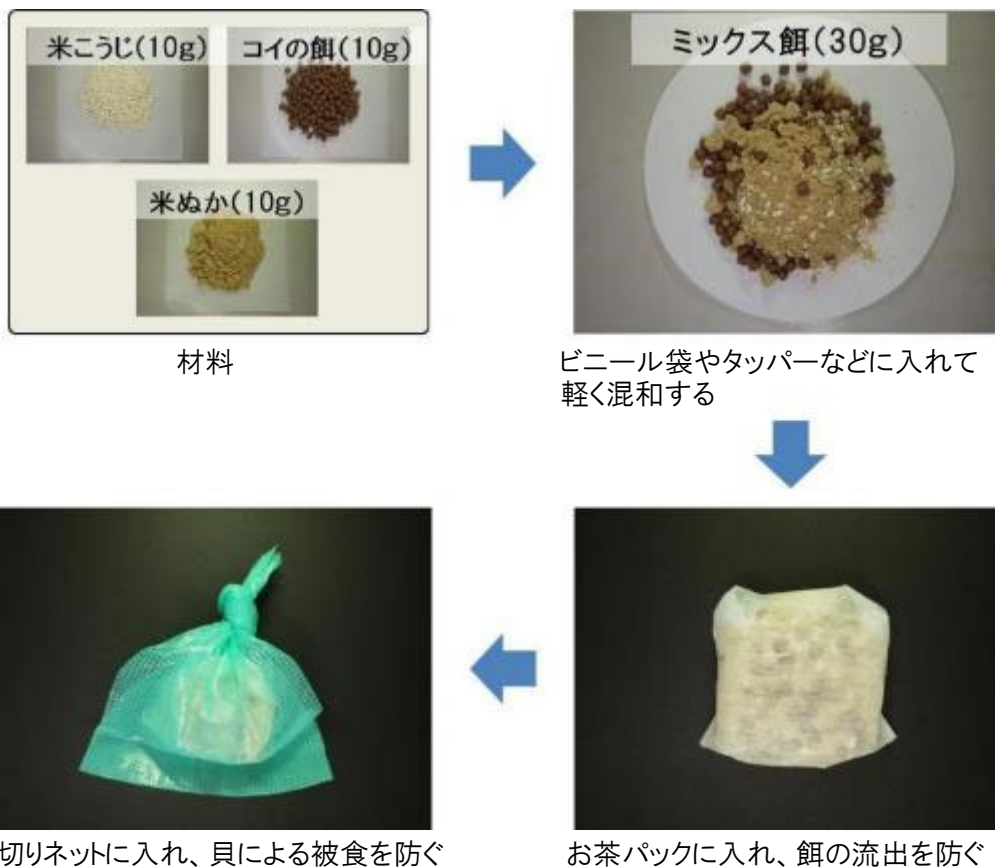 米こうじ(10g)
コイの餌(10g)
米ぬか(10g)
材料
ミックス餌(30g)
ビニール袋やタッパーなどに入れて
軽く混和する
お茶パックに入れ、餌の流出を防ぐ
切りネットに入れ、貝による被食を防ぐ